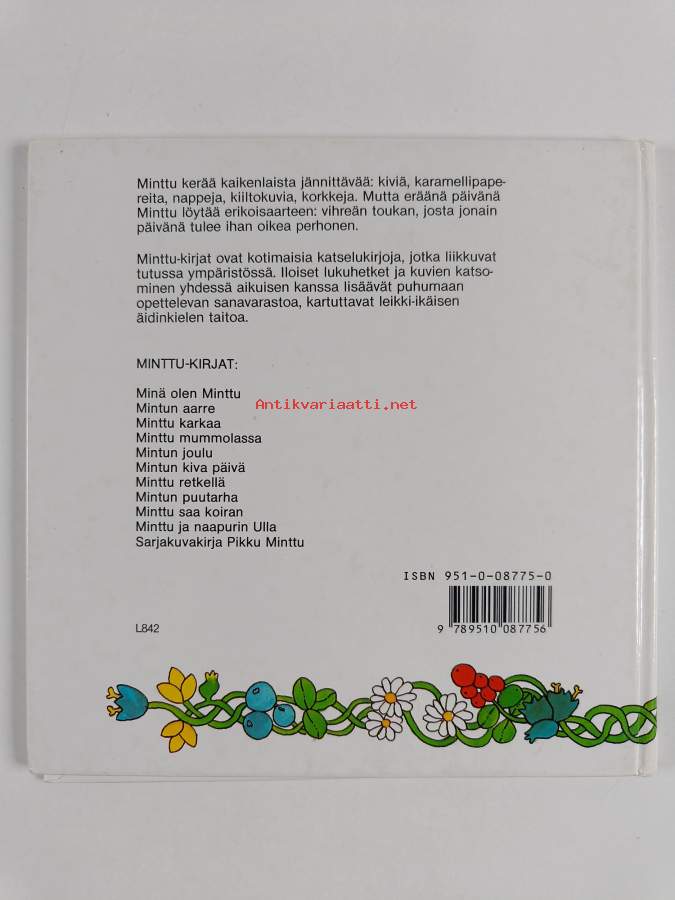 Minttu kerää kaikenlaista jännittävää: kiviä, karamellipape-
reita, nappeja, kiiltokuvia, korkkeja. Mutta eräänä päivänä
Minttu löytää erikoisaarteen: vihreän toukan, josta jonain
päivänä tulee ihan oikea perhonen.
Minttu-kirjat ovat kotimaisia katselukirjoja, jotka liikkuvat
tutussa ympäristössä. Iloiset lukuhetket ja kuvien katso-
minen yhdessä aikuisen kanssa lisäävät puhumaan
opettelevan sanavarastoa, kartuttavat leikki-ikäisen
äidinkielen taitoa.
MINTTU-KIRJAT:
Minä olen Minttu
Mintun aarre
Minttu karkaa
Minttu mummolassa
Mintun joulu
Mintun kiva päivä
Minttu retkellä
Mintun puutarha
Minttu saa koiran
Minttu ja naapurin Ulla
Sarjakuvakirja Pikku Minttu
Antikvariaatti.net
ISBN 951-0-08775-0
9 789510 087756
L842